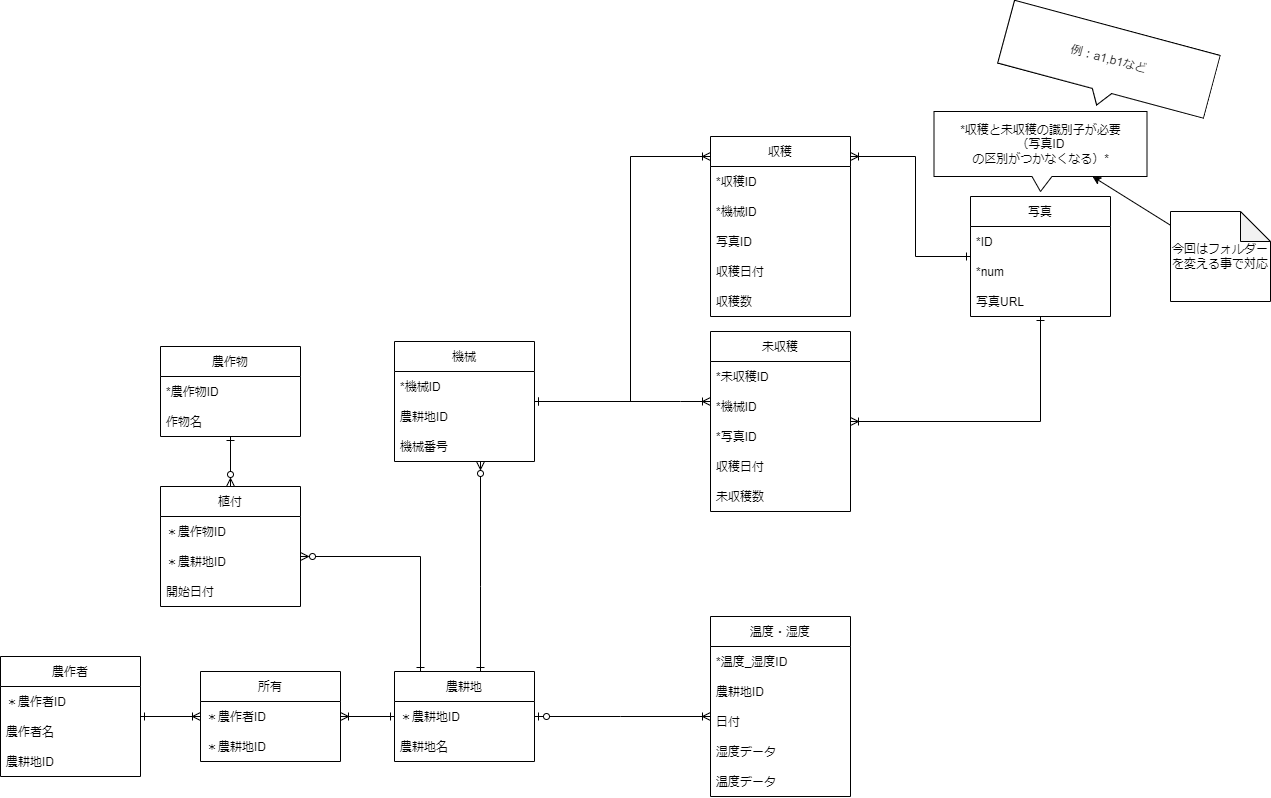 例：a1,b1など
*収穫と未収穫の識別子が必要
（写真ID
の区別がつかなくなる）*
今回はフォルダー
を変える事で対応
収穫
*収穫ID
*機械ID
写真ID
収穫日付
収穫数
写真
*ID
*num
写真URL
未収穫
*未収穫ID
*機械ID
*写真ID
収穫日付
未収穫数
機械
*機械ID
農耕地ID
機械番号
農作物
*農作物ID
作物名
植付
＊農作物ID
＊農耕地ID
開始日付
農作者
＊農作者ID
農作者名
農耕地ID
所有
＊農作者ID
＊農耕地ID
農耕地
＊農耕地ID
農耕地名
温度・湿度
*温度_湿度ID
農耕地ID
日付
湿度データ
温度データ